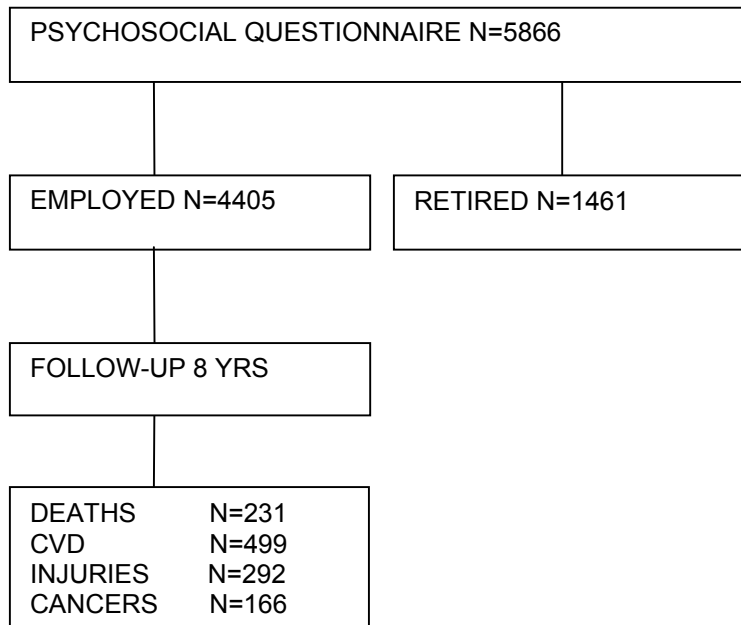 PSYCHOSOCIAL QUESTIONNAIRE N=5866
EMPLOYED N=4405
RETIRED N=1461
FOLLOW-UP 8 YRS
DEATHS N=231
CVD N=499
INJURIES N=292
CANCERS N=166